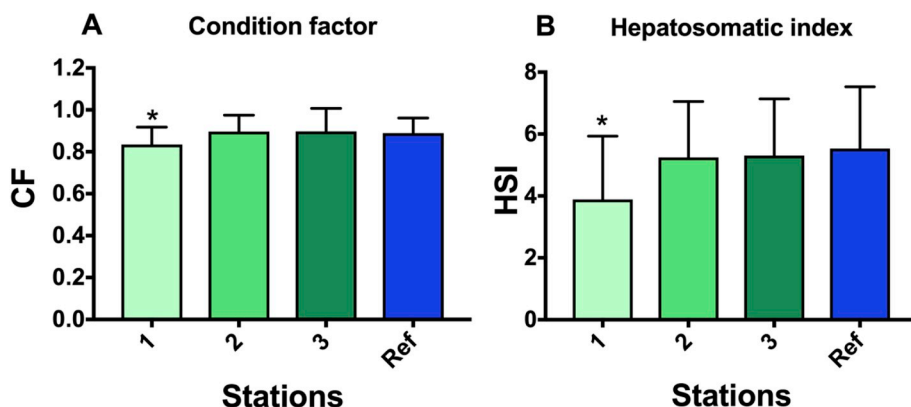 A Condition factor
CF
1.2
1.0
0.8
0.6
0.4
0.2
0.0
*
1 2 3 Ref
Stations
B Hepatosomatic index
HSI
8
6
4
2
0
*
1 2 3 Ref
Stations